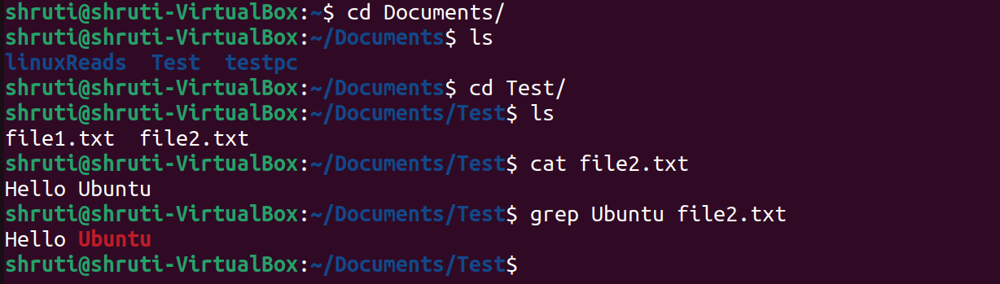 shruti@shruti-VirtualBox:~$ cd Documents/
shruti@shruti-VirtualBox:~/Documents$ ls
linuxReads  Test  testpc
shruti@shruti-VirtualBox:~/Documents$ cd Test/
shruti@shruti-VirtualBox:~/Documents/Test$ ls
file1.txt  file2.txt
shruti@shruti-VirtualBox:~/Documents/Test$ cat file2.txt
Hello Ubuntu
shruti@shruti-VirtualBox:~/Documents/Test$ grep Ubuntu file2.txt
Hello Ubuntu
shruti@shruti-VirtualBox:~/Documents/Test$